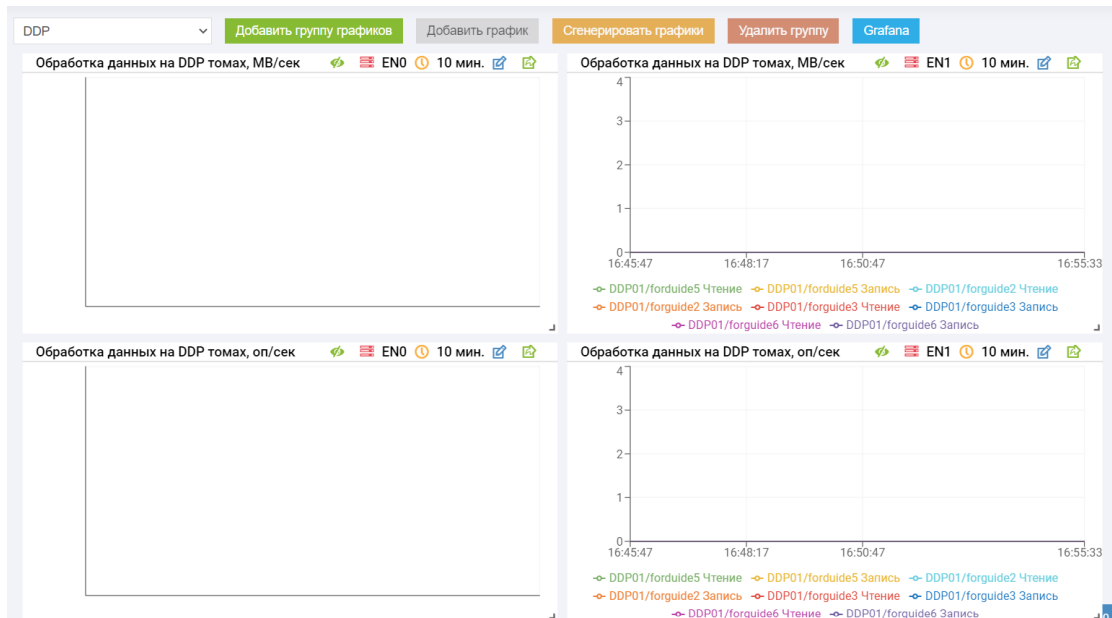 DDP
Добавить группу графиков
Добавить график
Сгенерировать графики
Удалить группу
Grafana
Обработка данных на DDP томах, MB/сек EN0 10 мин.
Обработка данных на DDP томах, MB/сек EN1 10 мин.
4
3
2
1
0
16:45:47 16:48:17 16:50:47 16:55:33
DDP01/forduide5 Чтение DDP01/forduide5 Запись DDP01/forguide2 Чтение
DDP01/forguide2 Запись DDP01/forguide3 Чтение DDP01/forguide3 Запись
DDP01/forguide6 Чтение DDP01/forguide6 Запись
Обработка данных на DDP томах, оп/сек EN0 10 мин.
Обработка данных на DDP томах, оп/сек EN1 10 мин.
4
3
2
1
0
16:45:47 16:48:17 16:50:47 16:55:33
DDP01/forduide5 Чтение DDP01/forduide5 Запись DDP01/forguide2 Чтение
DDP01/forguide2 Запись DDP01/forguide3 Чтение DDP01/forguide3 Запись
DDP01/forguide6 Чтение DDP01/forguide6 Запись